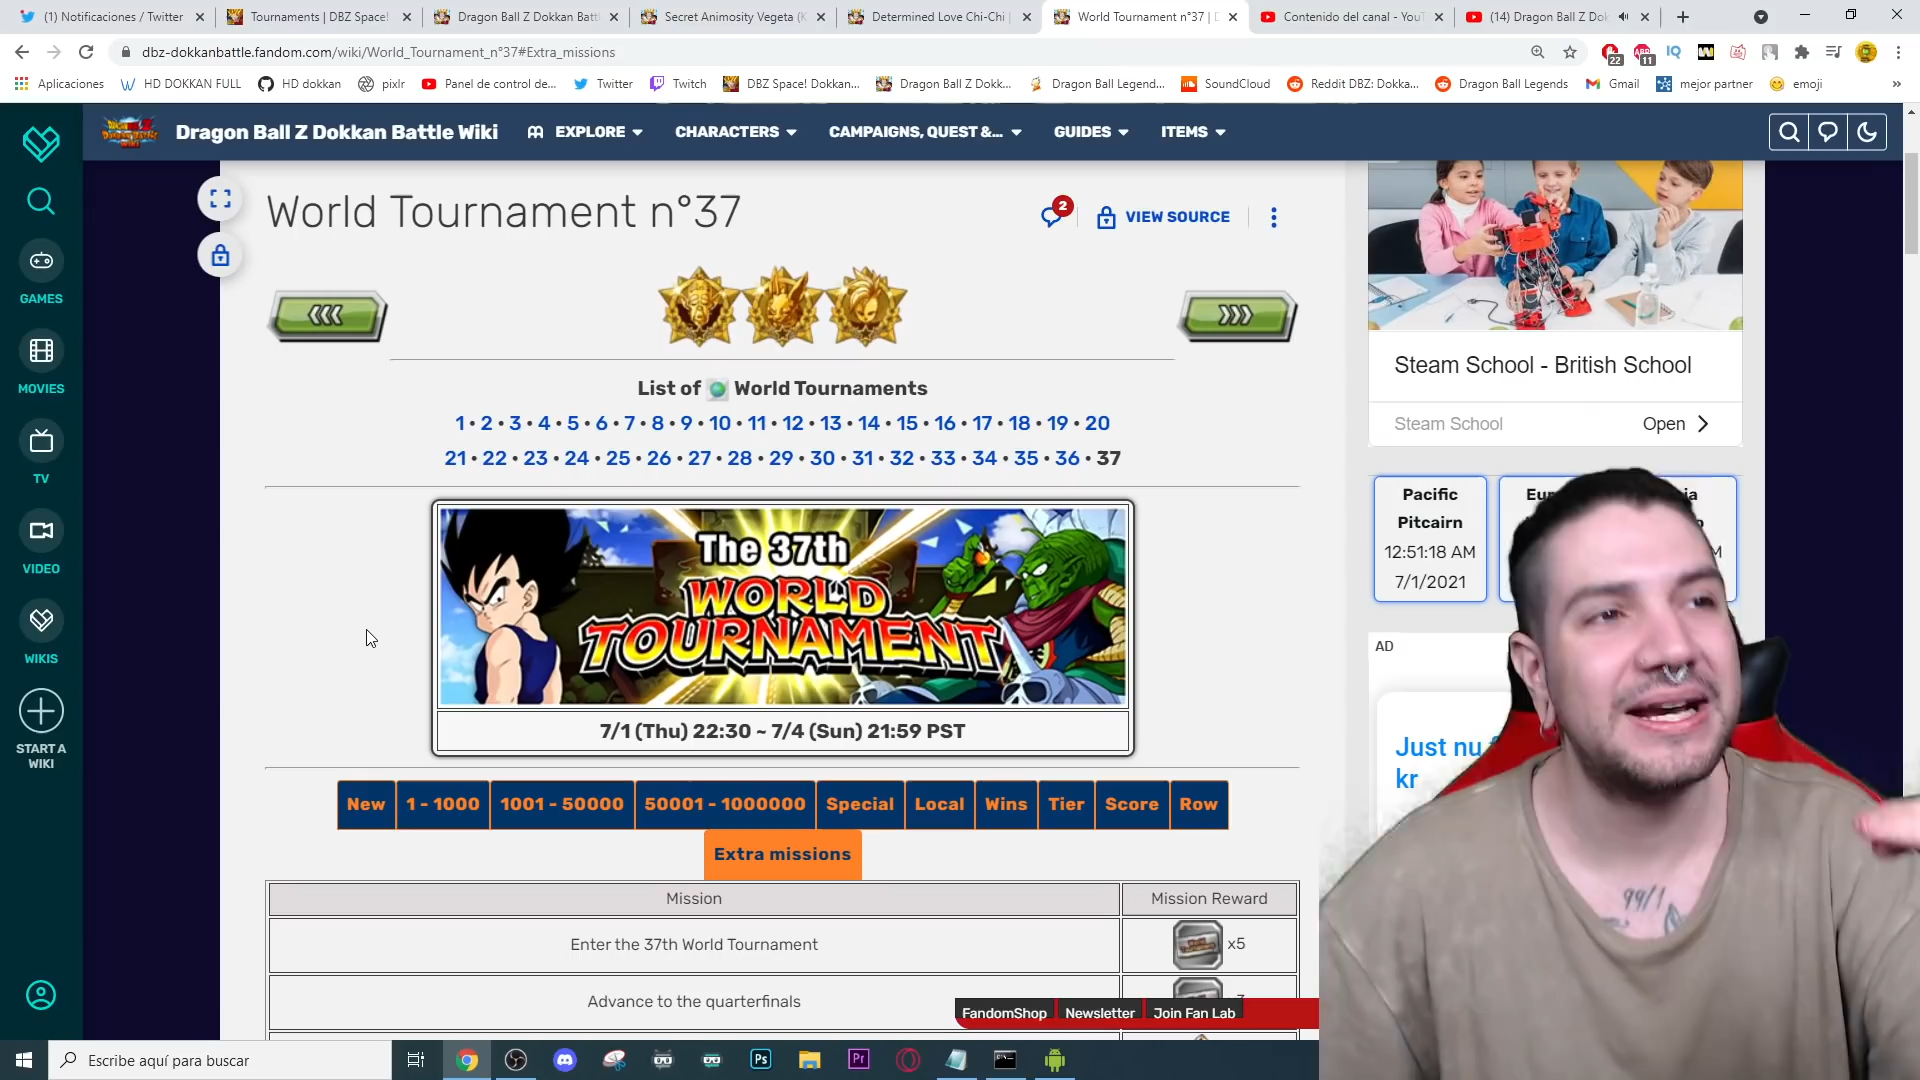 (1) Notificaciones / Twitter
Tournaments | DBZ Space!
Dragon Ball Z Dokkan Battl
Secret Animosity Vegeta (K
Determined Love Chi-Chi |
World Tournament n°37 | D
Contenido del canal - YouT
(14) Dragon Ball Z Dok
dbz-dokkanbattle.fandom.com/wiki/World_Tournament_n°37#Extra_missions
22
11
IQ
Aplicaciones
HD DOKKAN FULL
HD dokkan
pixlr
Panel de control de...
Twitter
Twitch
DBZ Space! Dokkan...
Dragon Ball Z Dokk...
Dragon Ball Legend...
SoundCloud
Reddit DBZ: Dokka...
Dragon Ball Legends
Gmail
mejor partner
emoji
Dragon Ball Z Dokkan Battle Wiki
EXPLORE
CHARACTERS
CAMPAIGNS, QUEST &...
GUIDES
ITEMS
GAMES
MOVIES
TV
VIDEO
WIKIS
START A
WIKI
World Tournament n°37
2
VIEW SOURCE
List of World Tournaments
1 • 2 • 3 • 4 • 5 • 6 • 7 • 8 • 9 • 10 • 11 • 12 • 13 • 14 • 15 • 16 • 17 • 18 • 19 • 20
21 • 22 • 23 • 24 • 25 • 26 • 27 • 28 • 29 • 30 • 31 • 32 • 33 • 34 • 35 • 36 • 37
The 37th
WORLD
TOURNAMENT
7/1 (Thu) 22:30 ~ 7/4 (Sun) 21:59 PST
New
1 - 1000
1001 - 50000
50001 - 1000000
Special
Local
Wins
Tier
Score
Row
Extra missions
Mission
Mission Reward
Enter the 37th World Tournament
x5
Advance to the quarterfinals
Steam School - British School
Steam School
Open
Pacific
Pitcairn
12:51:18 AM
7/1/2021
AD
Just nu
kr
99/1
FandomShop
Newsletter
Join Fan Lab
Escribe aquí para buscar
Ps
Pr